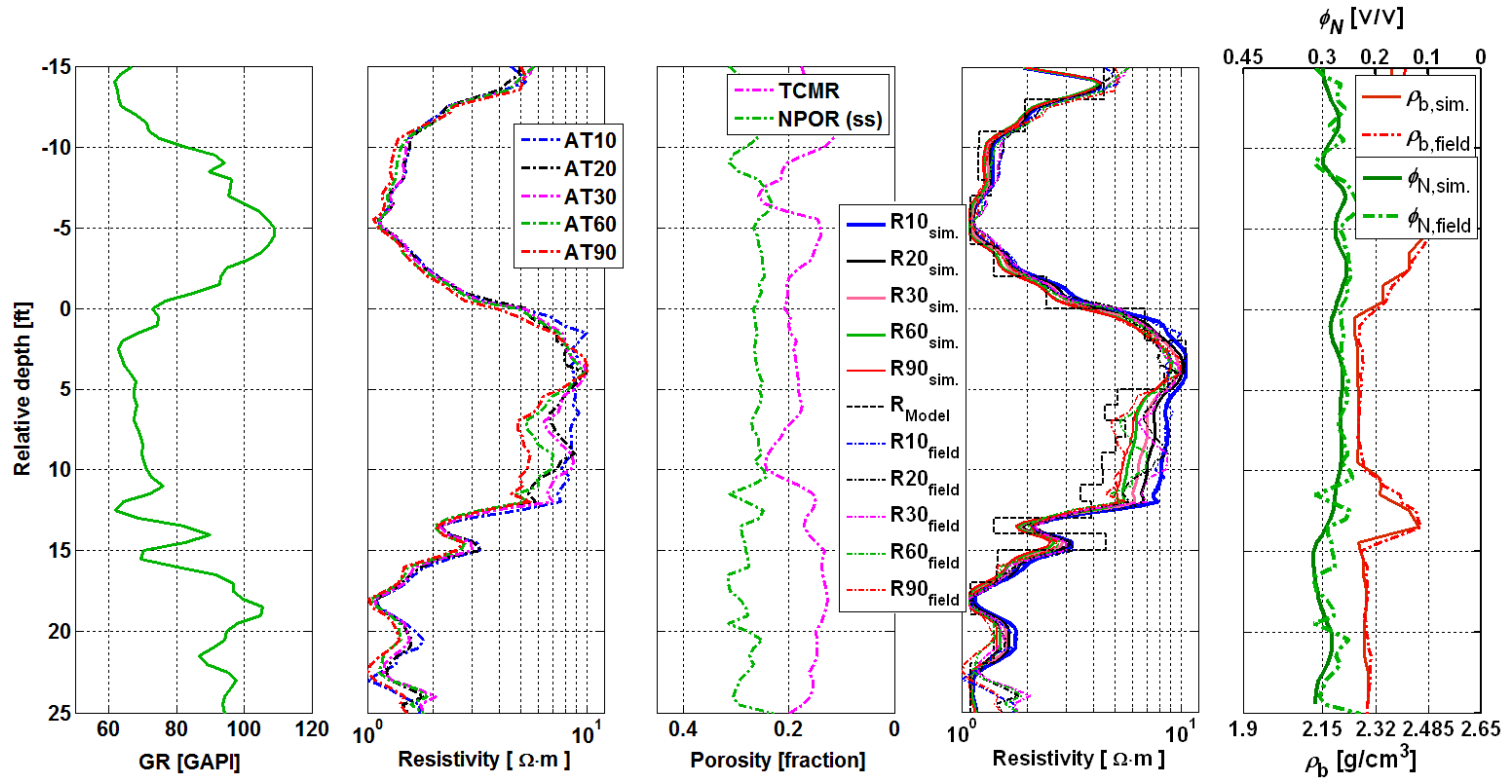 ϕN [V/V]
0.45 0.3 0.2 0.1 0
-15
-10
-5
0
5
10
15
20
25
Relative depth [ft]
60 80 100 120
GR [GAPI]
AT10
AT20
AT30
AT60
AT90
10^0 10^1
Resistivity [ Ω·m ]
TCMR
NPOR (ss)
0.4 0.2 0
Porosity [fraction]
R10sim.
R20sim.
R30sim.
R60sim.
R90sim.
RModel
R10field
R20field
R30field
R60field
R90field
10^0 10^1
Resistivity [ Ω·m ]
ρb,sim.
ρb,field
ϕN,sim.
ϕN,field
1.9 2.15 2.32 2.485 2.65
ρb [g/cm³]